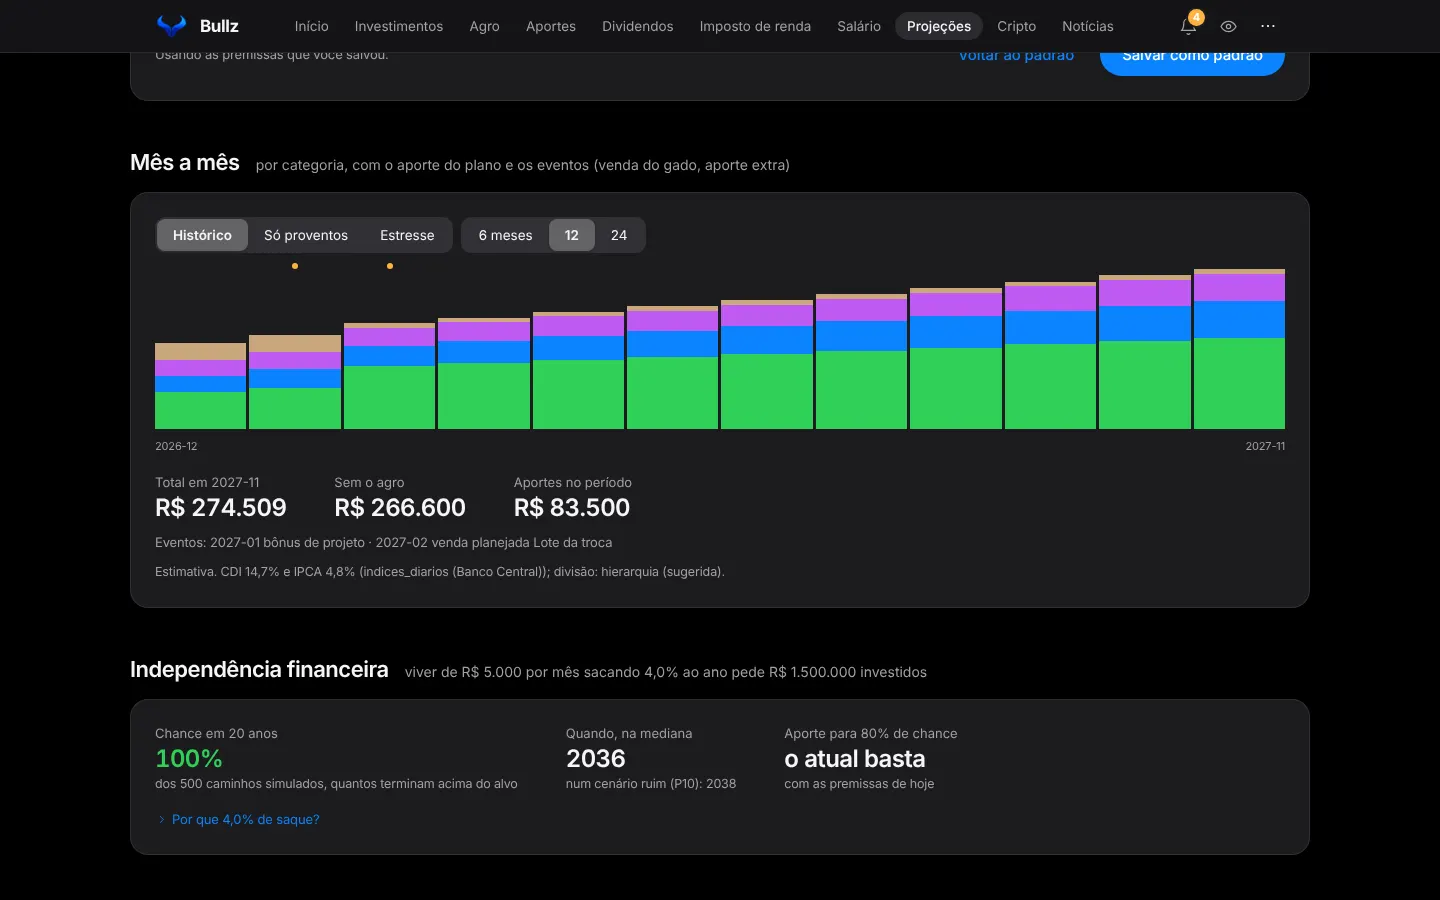 Bullz
Início
Investimentos
Agro
Aportes
Dividendos
Imposto de renda
Salário
Projeções
Cripto
Notícias
4
Usando as premissas que você salvou.
Voltar ao padrão
Salvar como padrão
Mês a mês
por categoria, com o aporte do plano e os eventos (venda do gado, aporte extra)
Histórico
Só proventos
Estresse
6 meses
12
24
2026-12
2027-11
Total em 2027-11
R$ 274.509
Sem o agro
R$ 266.600
Aportes no período
R$ 83.500
Eventos: 2027-01 bônus de projeto · 2027-02 venda planejada Lote da troca
Estimativa. CDI 14,7% e IPCA 4,8% (indices_diarios (Banco Central)); divisão: hierarquia (sugerida).
Independência financeira
viver de R$ 5.000 por mês sacando 4,0% ao ano pede R$ 1.500.000 investidos
Chance em 20 anos
100%
dos 500 caminhos simulados, quantos terminam acima do alvo
Quando, na mediana
2036
num cenário ruim (P10): 2038
Aporte para 80% de chance
o atual basta
com as premissas de hoje
Por que 4,0% de saque?